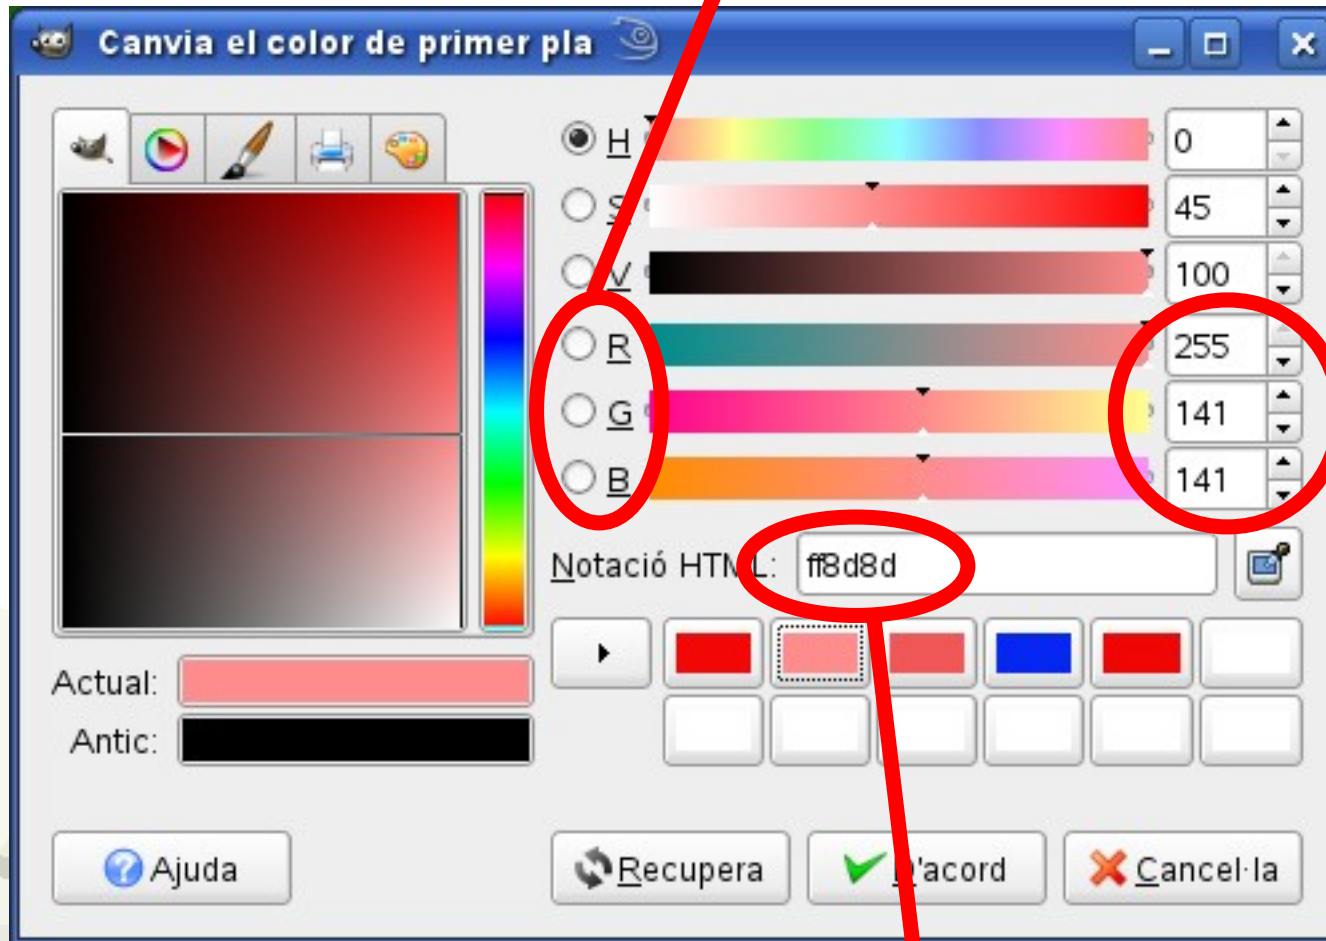 Canvia el color de primer pla
H 0
S 45
V 100
R 255
G 141
B 141
Notació HTML: ff8d8d
Actual:
Antic:
Ajuda
Recupera
D'acord
Cancel·la